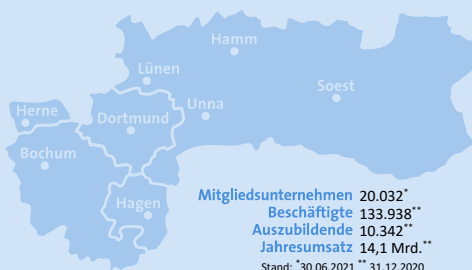 Hamm
Lünen
Soest
Unna
Herne
Dortmund
Bochum
Hagen
Mitgliedsunternehmen 20.032*
Beschäftigte 133.938**
Auszubildende 10.342**
Jahresumsatz 14,1 Mrd.**
Stand: *30.06.2021 ** 31.12.2020